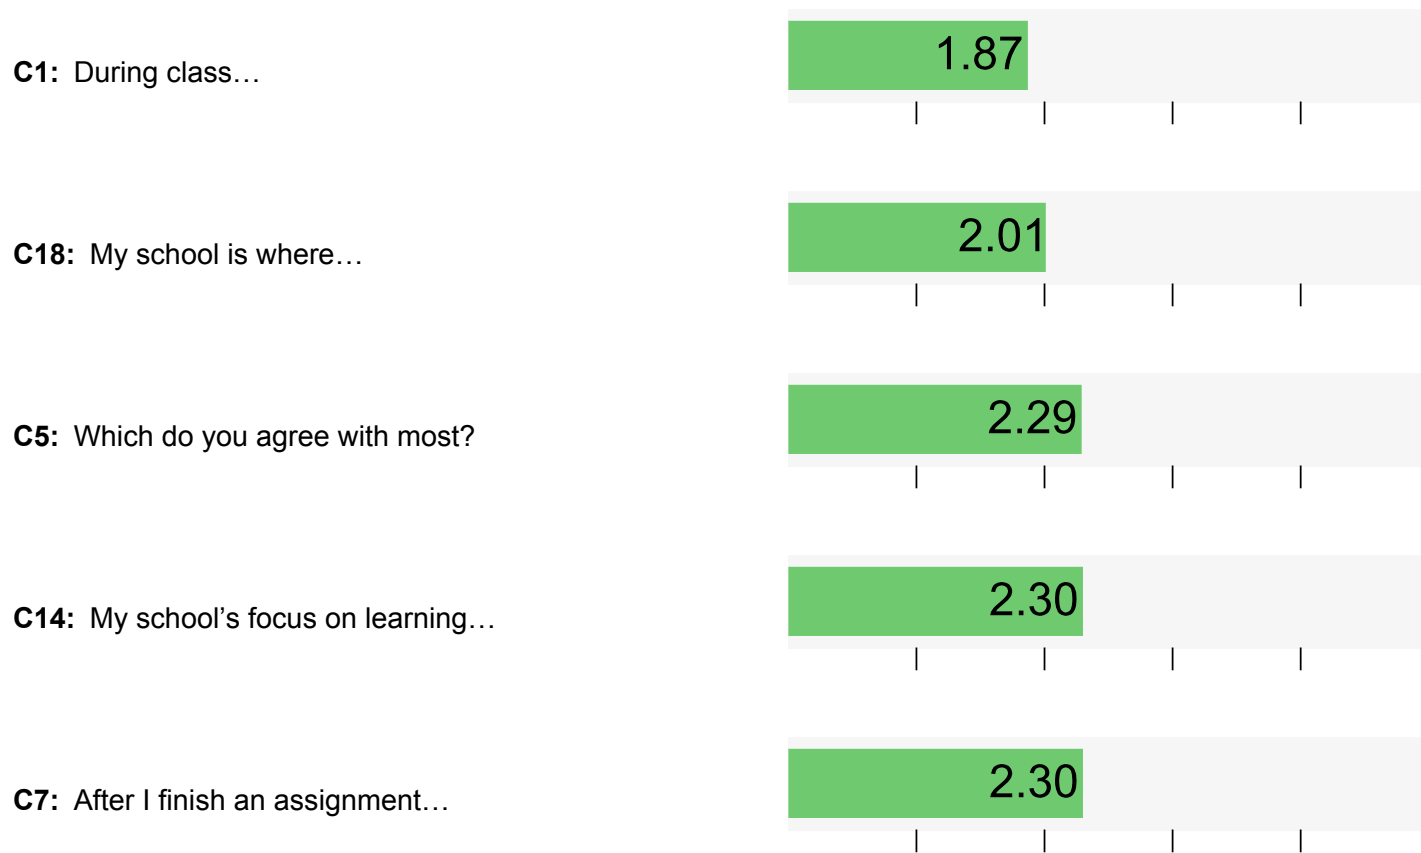 C1: During class…
1.87
C18: My school is where…
2.01
C5: Which do you agree with most?
2.29
C14: My school’s focus on learning…
2.30
C7: After I finish an assignment…
2.30